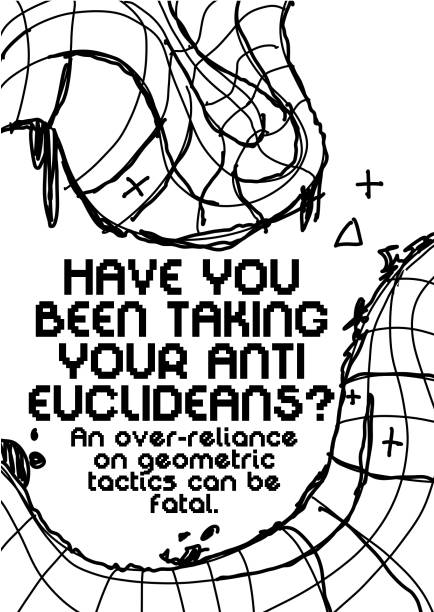 HAVE YOU
BEEN TAKING
YOUR ANTI
EUCLIDEANS?
An over-reliance
on geometric
tactics can be
fatal.